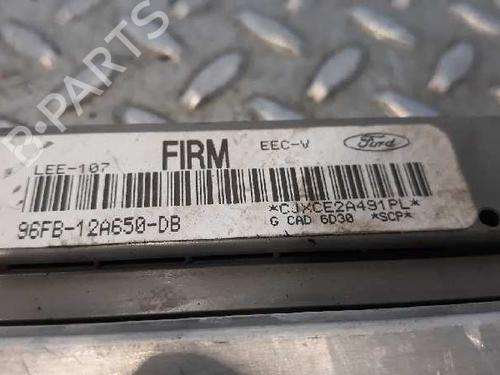 B-PARTS
LEE-107 FIRM EEC-V Ford
*CJXCE2A491PL*
96FB-12A650-DB G CAD 6D30 *SCP*